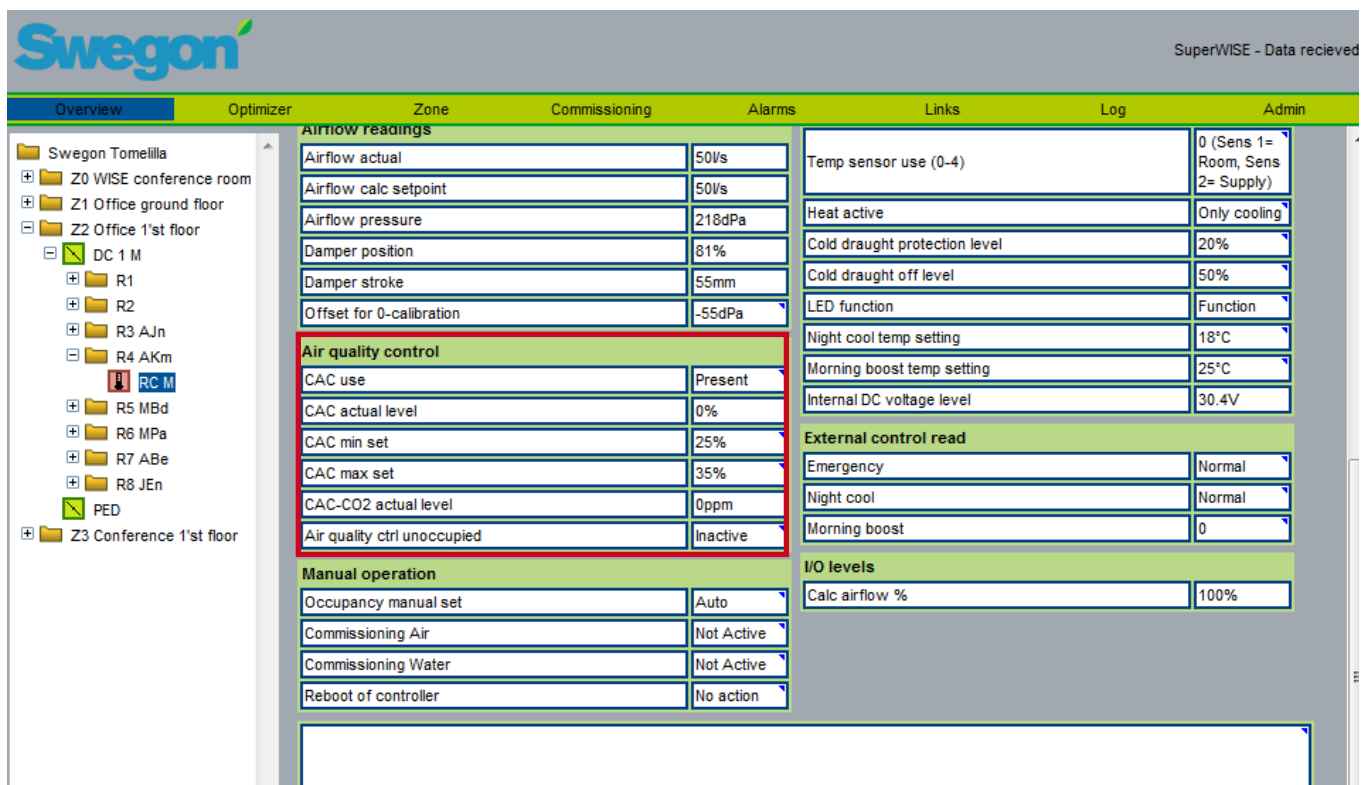 Swegon
SuperWISE - Data recieved
Overview Optimizer Zone Commissioning Alarms Links Log Admin
Swegon Tomelilla
Z0 WISE conference room
Z1 Office ground floor
Z2 Office 1'st floor
DC 1 M
R1
R2
R3 AJn
R4 AKm
RC M
R5 MBd
R6 MPa
R7 ABe
R8 JEn
PED
Z3 Conference 1'st floor
Airflow readings
Airflow actual 50l/s
Airflow calc setpoint 50l/s
Airflow pressure 218dPa
Damper position 81%
Damper stroke 55mm
Offset for 0-calibration -55dPa
Air quality control
CAC use Present
CAC actual level 0%
CAC min set 25%
CAC max set 35%
CAC-CO2 actual level 0ppm
Air quality ctrl unoccupied Inactive
Manual operation
Occupancy manual set Auto
Commissioning Air Not Active
Commissioning Water Not Active
Reboot of controller No action
Temp sensor use (0-4) 0 (Sens 1=
Room, Sens
2= Supply)
Heat active Only cooling
Cold draught protection level 20%
Cold draught off level 50%
LED function Function
Night cool temp setting 18°C
Morning boost temp setting 25°C
Internal DC voltage level 30.4V
External control read
Emergency Normal
Night cool Normal
Morning boost 0
I/O levels
Calc airflow % 100%